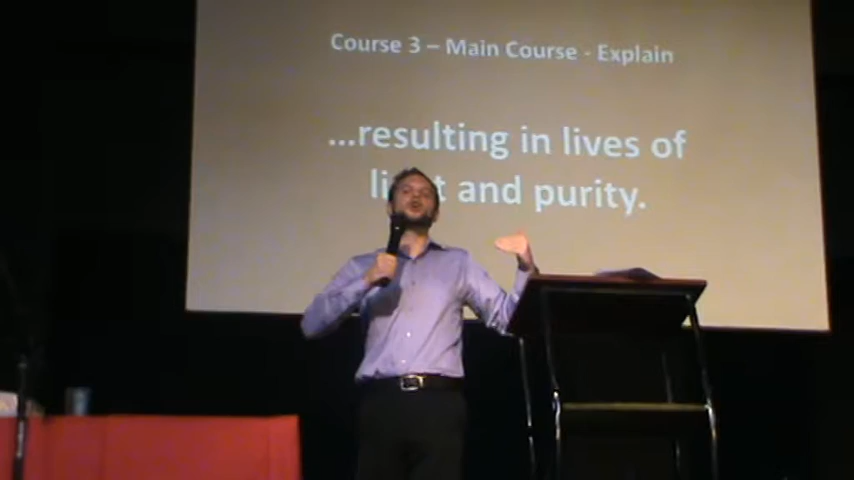 Course 3 – Main Course - Explain
...resulting in lives of
and purity.